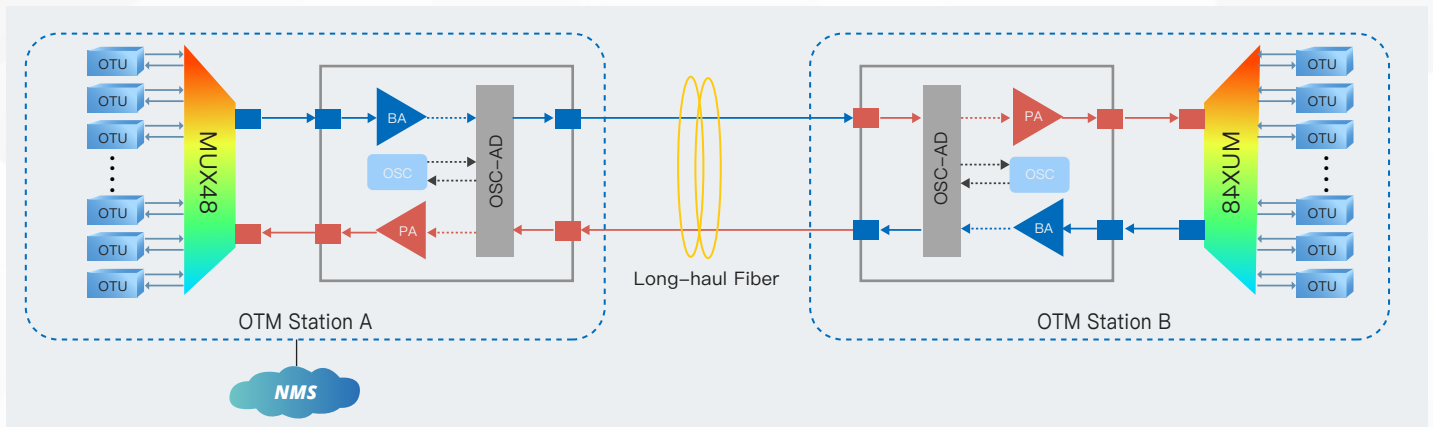 OTU
OTU
OTU
OTU
OTU
OTU
MUX48
BA
OSC
PA
OSC-AD
OTM Station A
NMS
Long-haul Fiber
OSC-AD
PA
OSC
BA
MUX48
OTU
OTU
OTU
OTU
OTU
OTU
OTM Station B